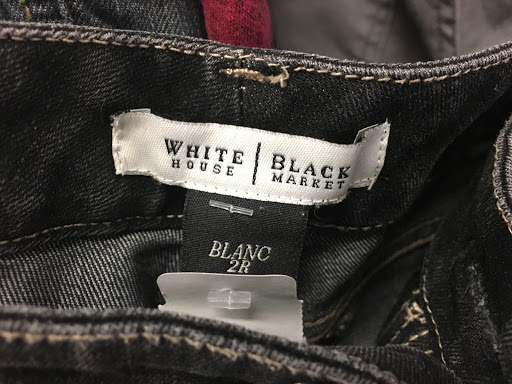 WHITE HOUSE | BLACK MARKET
BLANC
2R